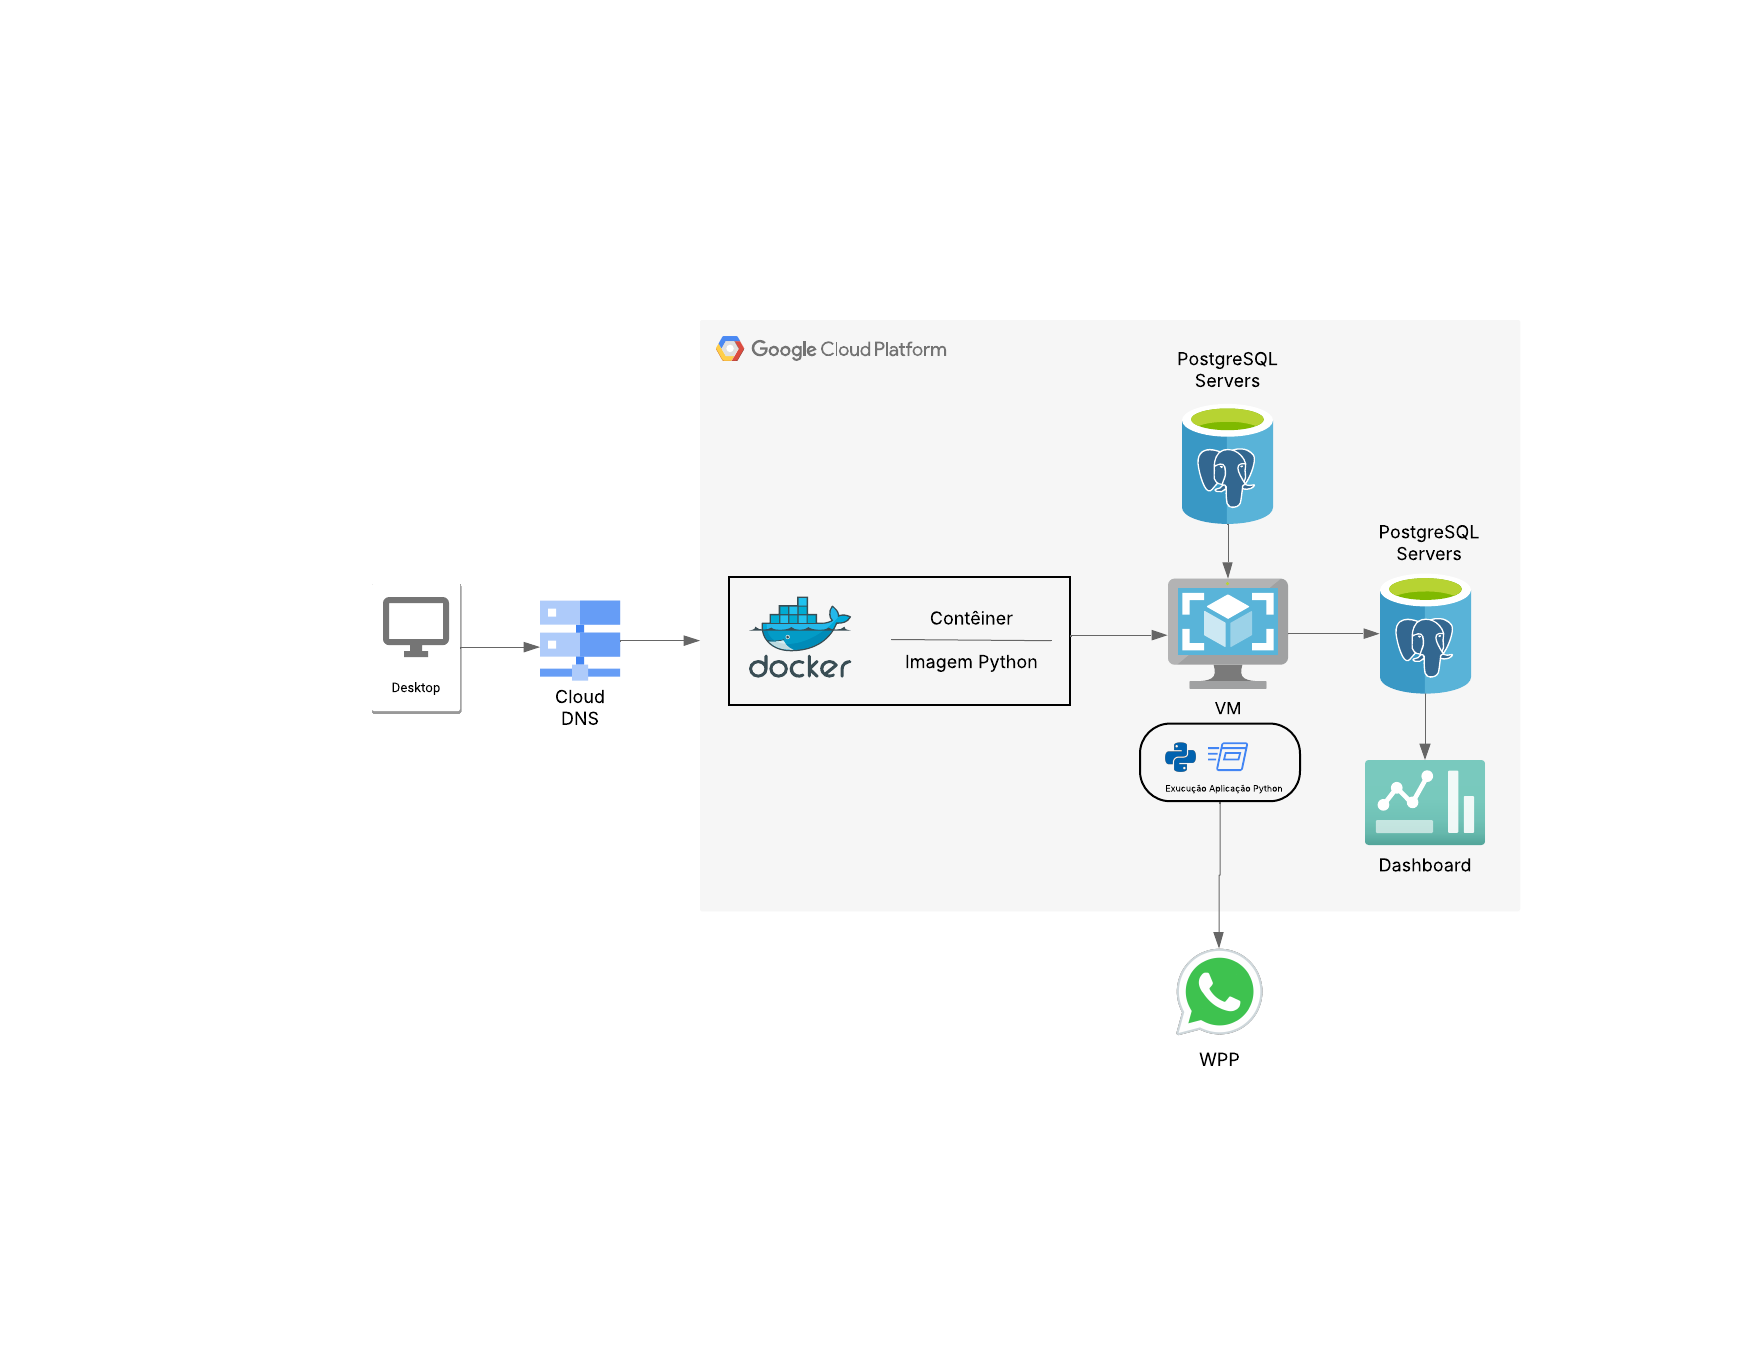 Google Cloud Platform
PostgreSQL
Servers
PostgreSQL
Servers
Desktop
Cloud
DNS
docker
Contêiner
Imagem Python
VM
Exucução Aplicação Python
Dashboard
WPP